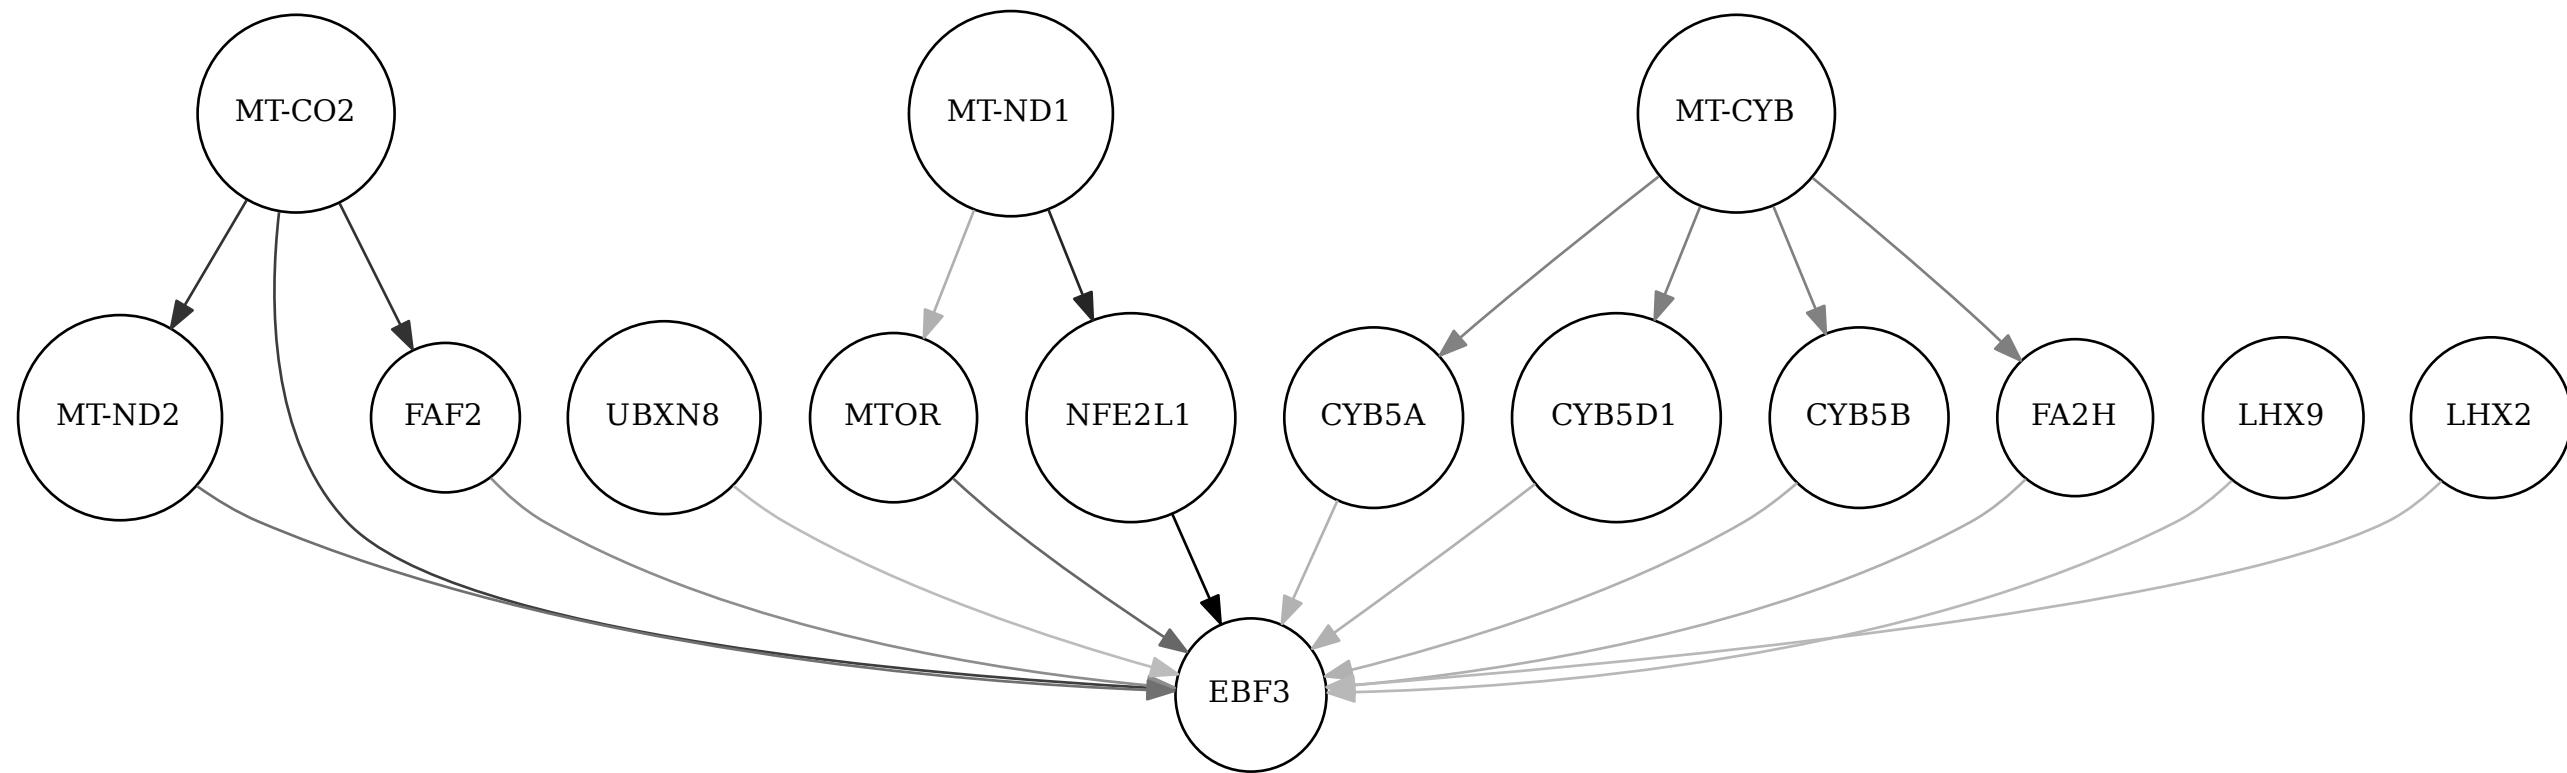 MT-CO2
MT-ND1
MT-CYB
MT-ND2
FAF2
UBXN8
MTOR
NFE2L1
CYB5A
CYB5D1
CYB5B
FA2H
LHX9
LHX2
EBF3